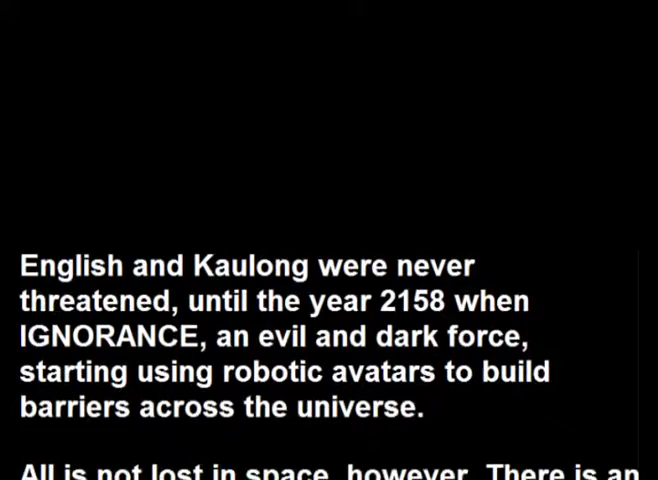 English and Kaulong were never
threatened, until the year 2158 when
IGNORANCE, an evil and dark force,
starting using robotic avatars to build
barriers across the universe.
All is not lost in space, however. There is an